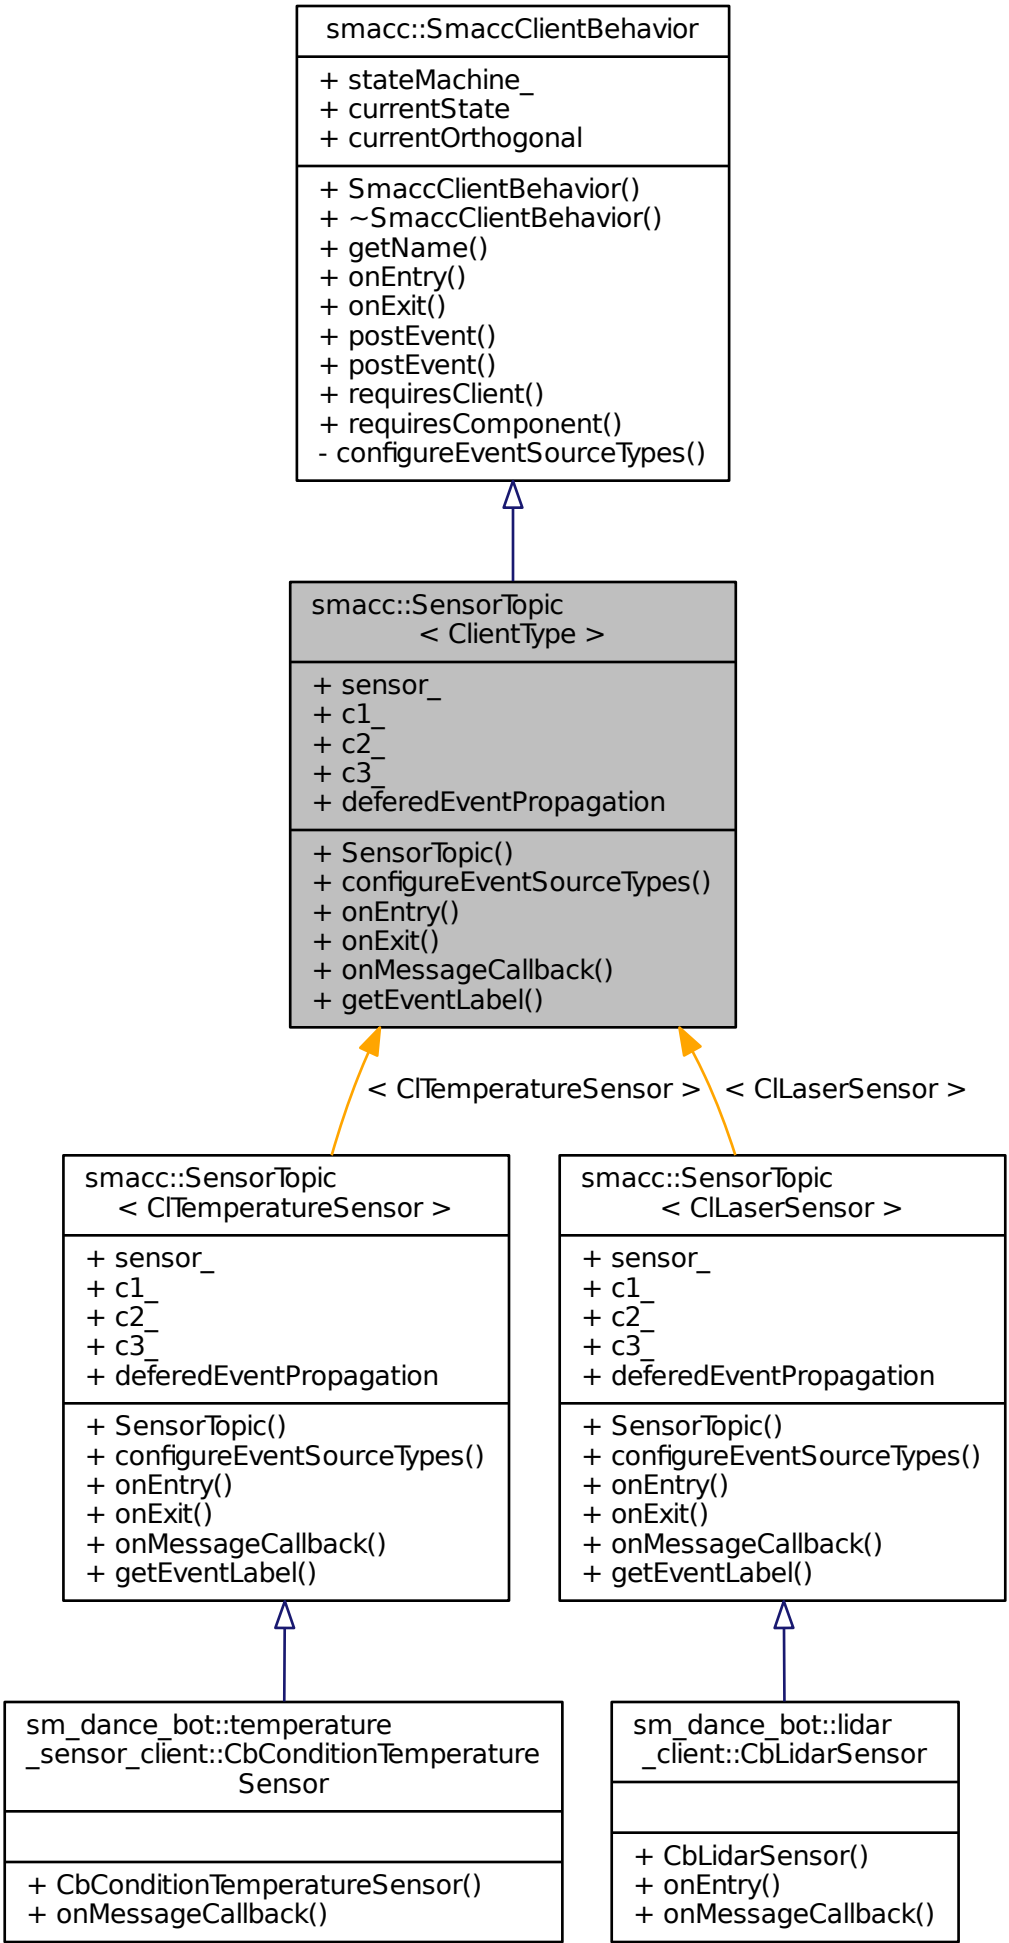 smacc::SmaccClientBehavior
+ stateMachine_
+ currentState
+ currentOrthogonal
+ SmaccClientBehavior()
+ ~SmaccClientBehavior()
+ getName()
+ onEntry()
+ onExit()
+ postEvent()
+ postEvent()
+ requiresClient()
+ requiresComponent()
- configureEventSourceTypes()
smacc::SensorTopic
< ClientType >
+ sensor_
+ c1_
+ c2_
+ c3_
+ deferedEventPropagation
+ SensorTopic()
+ configureEventSourceTypes()
+ onEntry()
+ onExit()
+ onMessageCallback()
+ getEventLabel()
< ClTemperatureSensor >
< ClLaserSensor >
smacc::SensorTopic
< ClTemperatureSensor >
+ sensor_
+ c1_
+ c2_
+ c3_
+ deferedEventPropagation
+ SensorTopic()
+ configureEventSourceTypes()
+ onEntry()
+ onExit()
+ onMessageCallback()
+ getEventLabel()
smacc::SensorTopic
< ClLaserSensor >
+ sensor_
+ c1_
+ c2_
+ c3_
+ deferedEventPropagation
+ SensorTopic()
+ configureEventSourceTypes()
+ onEntry()
+ onExit()
+ onMessageCallback()
+ getEventLabel()
sm_dance_bot::temperature
_sensor_client::CbConditionTemperature
Sensor
+ CbConditionTemperatureSensor()
+ onMessageCallback()
sm_dance_bot::lidar
_client::CbLidarSensor
+ CbLidarSensor()
+ onEntry()
+ onMessageCallback()